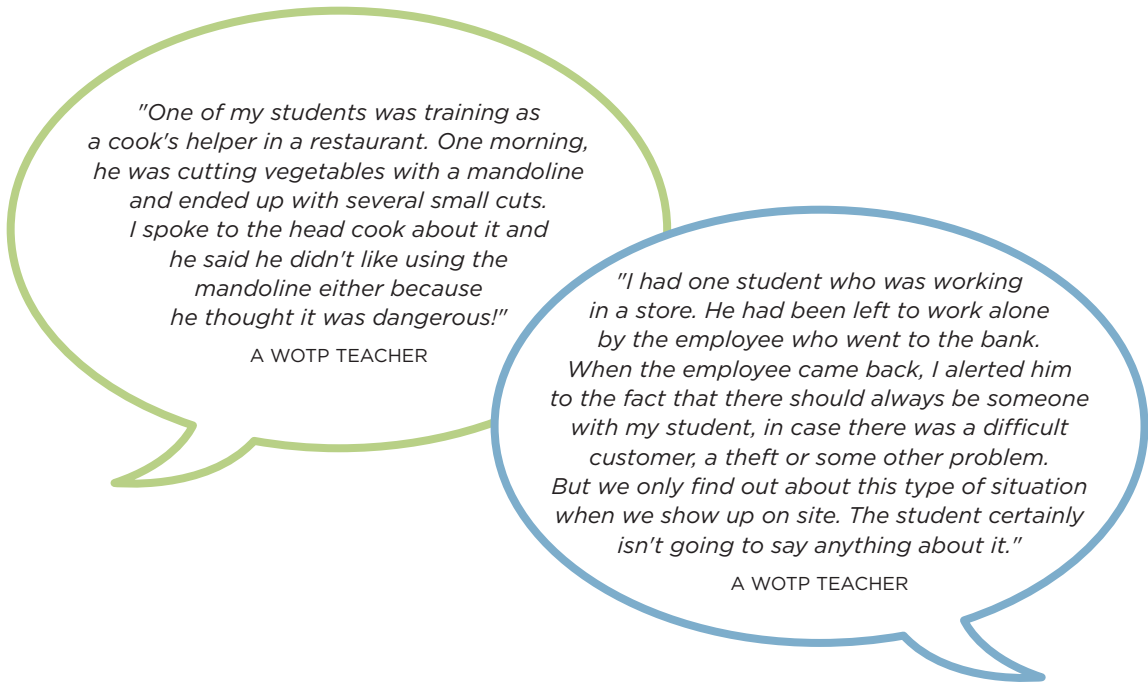 "One of my students was training as
a cook's helper in a restaurant. One morning,
he was cutting vegetables with a mandoline
and ended up with several small cuts.
I spoke to the head cook about it and
he said he didn't like using the
mandoline either because
he thought it was dangerous!"
A WOTP TEACHER
"I had one student who was working
in a store. He had been left to work alone
by the employee who went to the bank.
When the employee came back, I alerted him
to the fact that there should always be someone
with my student, in case there was a difficult
customer, a theft or some other problem.
But we only find out about this type of situation
when we show up on site. The student certainly
isn't going to say anything about it."
A WOTP TEACHER